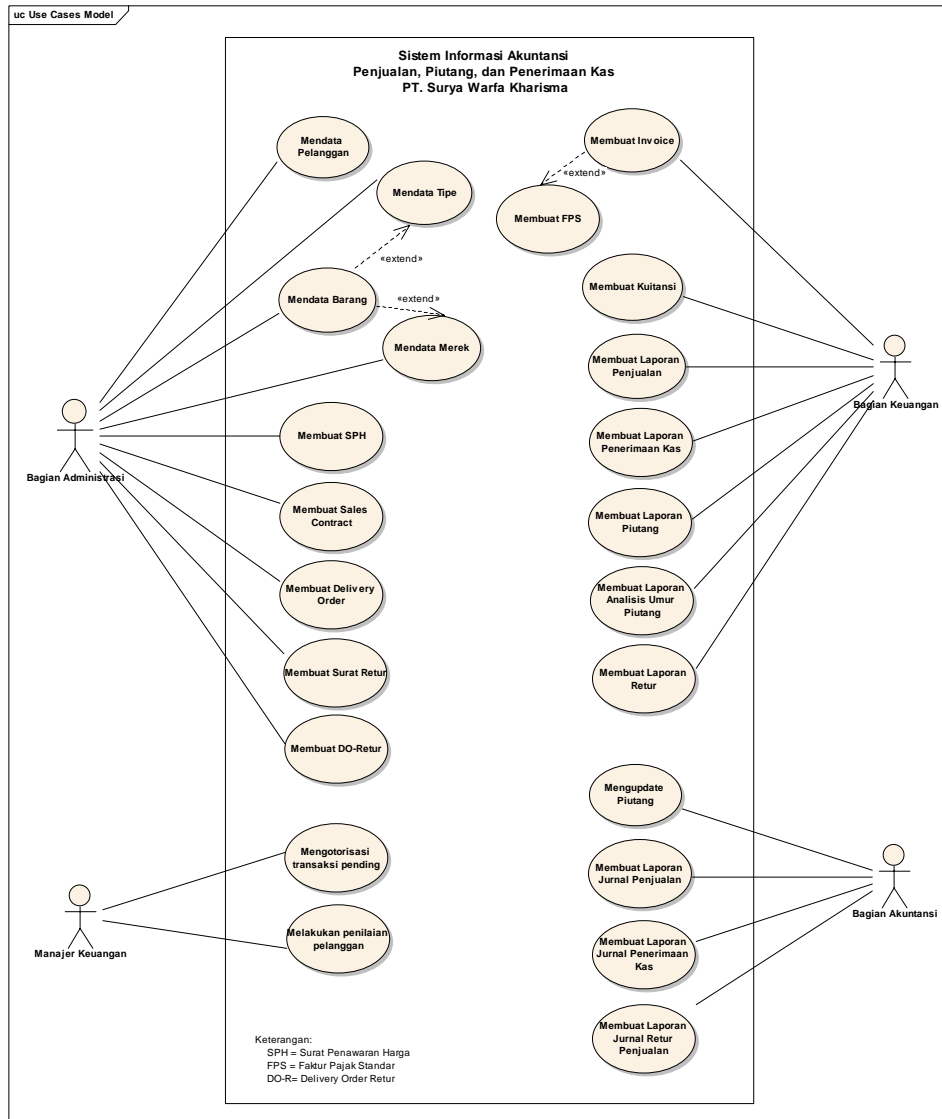 uc Use Cases Model
Sistem Informasi Akuntansi
Penjualan, Piutang, dan Penerimaan Kas
PT. Surya Warfa Kharisma
Mendata
Pelanggan
Mendata Tipe
«extend»
Mendata Barang
«extend»
Mendata Merek
Membuat SPH
Membuat Sales
Contract
Membuat Delivery
Order
Membuat Surat Retur
Membuat DO-Retur
Bagian Administrasi
Mengotorisasi
transaksi pending
Melakukan penilaian
pelanggan
Manajer Keuangan
Membuat Invoice
«extend»
Membuat FPS
Membuat Kuitansi
Membuat Laporan
Penjualan
Membuat Laporan
Penerimaan Kas
Membuat Laporan
Piutang
Membuat Laporan
Analisis Umur
Piutang
Membuat Laporan
Retur
Bagian Keuangan
Mengupdate
Piutang
Membuat Laporan
Jurnal Penjualan
Membuat Laporan
Jurnal Penerimaan
Kas
Membuat Laporan
Jurnal Retur
Penjualan
Bagian Akuntansi
Keterangan:
SPH = Surat Penawaran Harga
FPS = Faktur Pajak Standar
DO-R= Delivery Order Retur